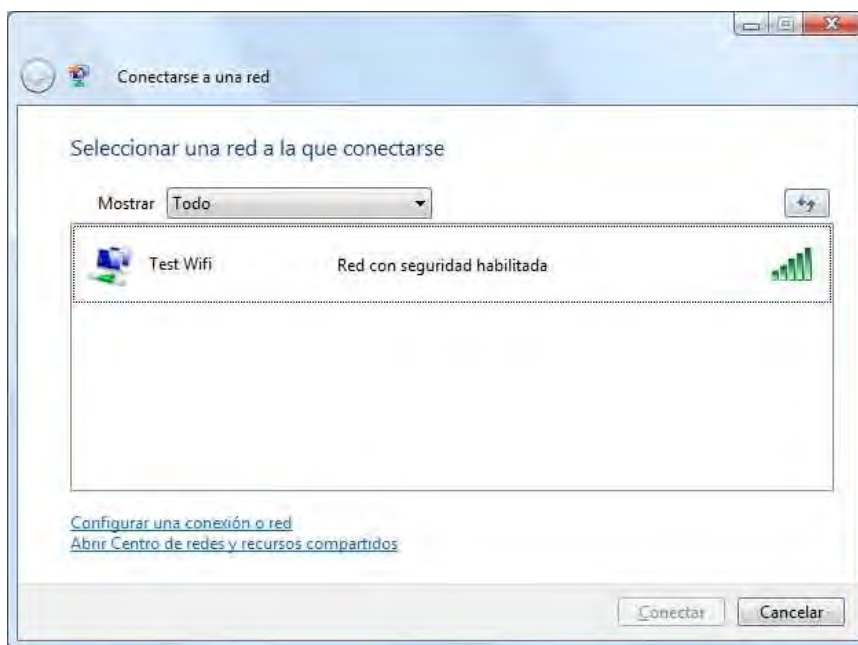 Conectarse a una red
Seleccionar una red a la que conectarse
Mostrar Todo
Test Wifi Red con seguridad habilitada
Configurar una conexión o red
Abrir Centro de redes y recursos compartidos
Conectar Cancelar